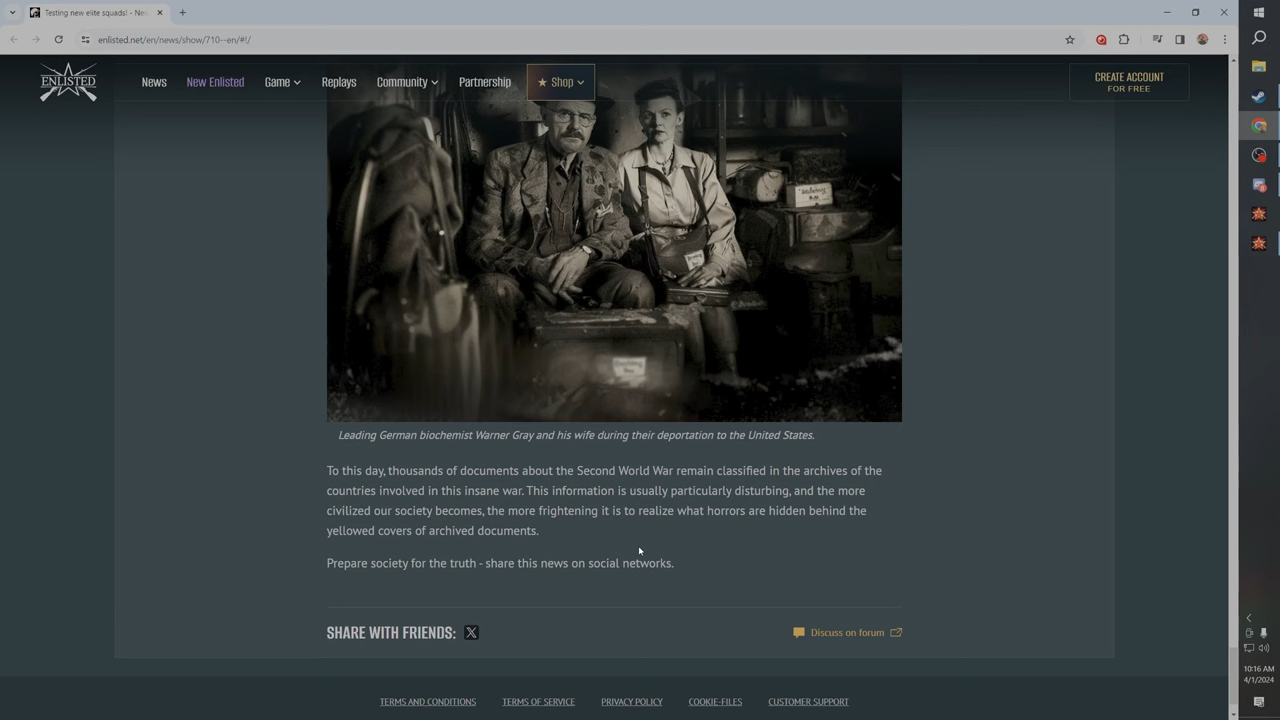 Testing new elite squads! - New
enlisted.net/en/news/show/710--en/#!/
ENLISTED
News
New Enlisted
Game
Replays
Community
Partnership
Shop
CREATE ACCOUNT
FOR FREE
Leading German biochemist Warner Gray and his wife during their deportation to the United States.
To this day, thousands of documents about the Second World War remain classified in the archives of the
countries involved in this insane war. This information is usually particularly disturbing, and the more
civilized our society becomes, the more frightening it is to realize what horrors are hidden behind the
yellowed covers of archived documents.
Prepare society for the truth - share this news on social networks.
SHARE WITH FRIENDS:
Discuss on forum
TERMS AND CONDITIONS
TERMS OF SERVICE
PRIVACY POLICY
COOKIE-FILES
CUSTOMER SUPPORT
10:16 AM
4/1/2024